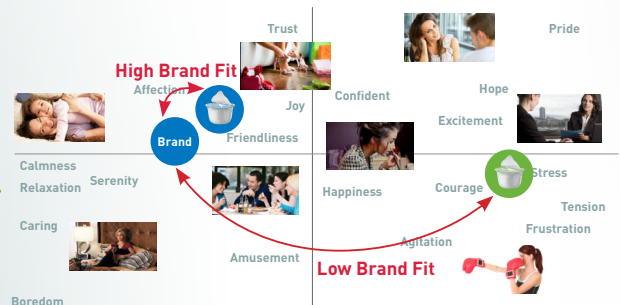 Trust
Pride
High Brand Fit
Affection
Hope
Confident
Joy
Excitement
Friendliness
Brand
Calmness
Stress
Serenity
Relaxation
Courage
Happiness
Tension
Caring
Frustration
Agitation
Amusement
Low Brand Fit
Boredom